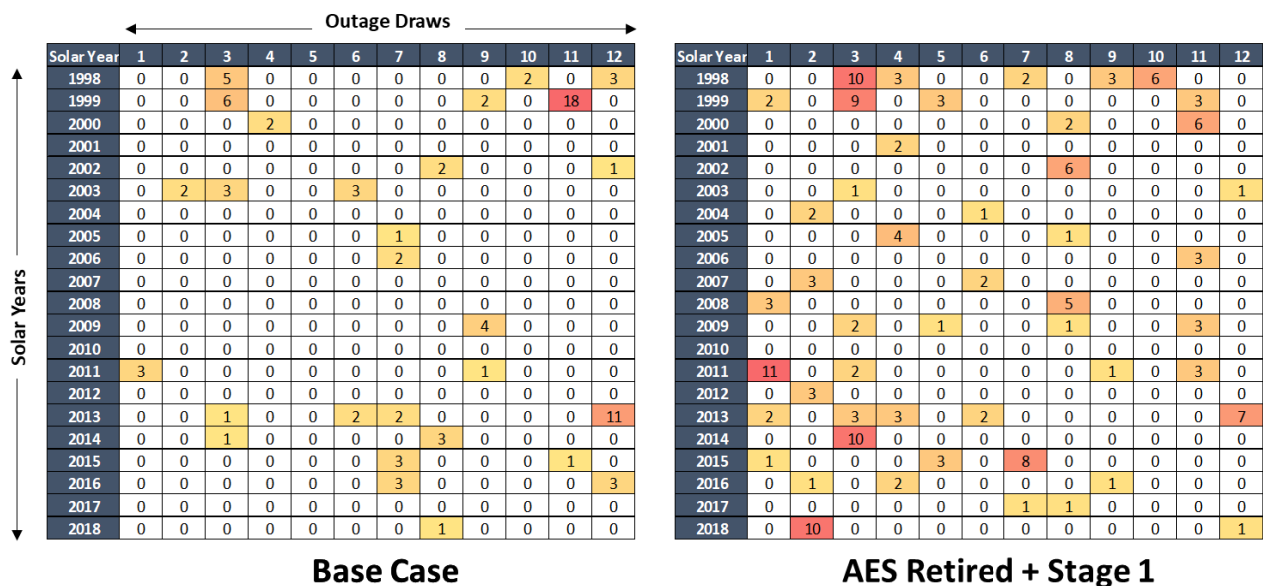 Outage Draws
Solar Years
Solar Year 1 2 3 4 5 6 7 8 9 10 11 12
1998 0 0 5 0 0 0 0 0 0 2 0 3
1999 0 0 6 0 0 0 0 0 2 0 18 0
2000 0 0 0 2 0 0 0 0 0 0 0 0
2001 0 0 0 0 0 0 0 0 0 0 0 0
2002 0 0 0 0 0 0 0 2 0 0 0 1
2003 0 2 3 0 0 3 0 0 0 0 0 0
2004 0 0 0 0 0 0 0 0 0 0 0 0
2005 0 0 0 0 0 0 1 0 0 0 0 0
2006 0 0 0 0 0 0 2 0 0 0 0 0
2007 0 0 0 0 0 0 0 0 0 0 0 0
2008 0 0 0 0 0 0 0 0 0 0 0 0
2009 0 0 0 0 0 0 0 0 4 0 0 0
2010 0 0 0 0 0 0 0 0 0 0 0 0
2011 3 0 0 0 0 0 0 0 1 0 0 0
2012 0 0 0 0 0 0 0 0 0 0 0 0
2013 0 0 1 0 0 2 2 0 0 0 0 11
2014 0 0 1 0 0 0 0 3 0 0 0 0
2015 0 0 0 0 0 0 3 0 0 0 1 0
2016 0 0 0 0 0 0 3 0 0 0 0 3
2017 0 0 0 0 0 0 0 0 0 0 0 0
2018 0 0 0 0 0 0 0 1 0 0 0 0
Base Case
Solar Year 1 2 3 4 5 6 7 8 9 10 11 12
1998 0 0 10 3 0 0 2 0 3 6 0 0
1999 2 0 9 0 3 0 0 0 0 0 3 0
2000 0 0 0 0 0 0 0 2 0 0 6 0
2001 0 0 0 2 0 0 0 0 0 0 0 0
2002 0 0 0 0 0 0 0 6 0 0 0 0
2003 0 0 1 0 0 0 0 0 0 0 0 1
2004 0 2 0 0 0 1 0 0 0 0 0 0
2005 0 0 0 4 0 0 0 1 0 0 0 0
2006 0 0 0 0 0 0 0 0 0 0 3 0
2007 0 3 0 0 0 2 0 0 0 0 0 0
2008 3 0 0 0 0 0 0 5 0 0 0 0
2009 0 0 2 0 1 0 0 1 0 0 3 0
2010 0 0 0 0 0 0 0 0 0 0 0 0
2011 11 0 2 0 0 0 0 0 1 0 3 0
2012 0 3 0 0 0 0 0 0 0 0 0 0
2013 2 0 3 3 0 2 0 0 0 0 0 7
2014 0 0 10 0 0 0 0 0 0 0 0 0
2015 1 0 0 0 3 0 8 0 0 0 0 0
2016 0 1 0 2 0 0 0 0 1 0 0 0
2017 0 0 0 0 0 0 1 1 0 0 0 0
2018 0 10 0 0 0 0 0 0 0 0 0 1
AES Retired + Stage 1